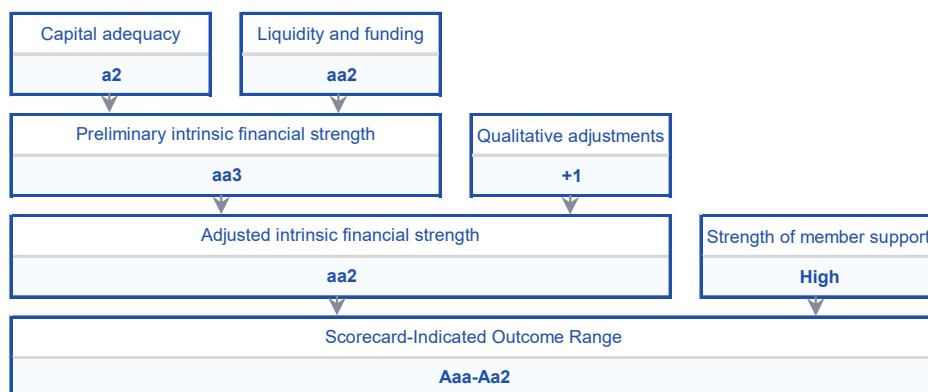 Capital adequacy
Liquidity and funding
a2
aa2
Preliminary intrinsic financial strength
Qualitative adjustments
aa3
+1
Adjusted intrinsic financial strength
Strength of member support
aa2
High
Scorecard-Indicated Outcome Range
Aaa-Aa2